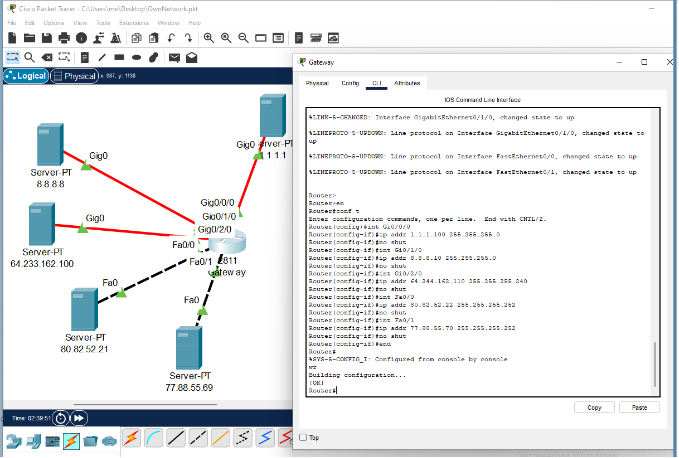 Cisco Packet Tracer - C:\Users\me\Desktop\OwnNetwork.pkt
File Edit Options View Tools Extensions Window Help
Logical
Physical
x: 687, y: 1138
Server-PT
8.8.8.8
Gig0
Server-PT
64.233.162.100
Gig0
Server-PT
80.82.52.21
Fa0
Server-PT
77.88.55.69
Fa0
Gig0
Server-PT
1.1.1.1
Gig0/0/0
Gig0/1/0
Gig0/2/0
Fa0/0
Fa0/1
2811
Gateway
Time: 02:39:51
Gateway
Physical Config CLI Attributes
IOS Command Line Interface
%LINK-5-CHANGED: Interface GigabitEthernet0/1/0, changed state to up
%LINEPROTO-5-UPDOWN: Line protocol on Interface GigabitEthernet0/1/0, changed state to
up
%LINEPROTO-5-UPDOWN: Line protocol on Interface FastEthernet0/0, changed state to up
%LINEPROTO-5-UPDOWN: Line protocol on Interface FastEthernet0/1, changed state to up
Router>
Router>en
Router#conf t
Enter configuration commands, one per line. End with CNTL/Z.
Router(config)#int Gi0/0/0
Router(config-if)#ip addr 1.1.1.100 255.255.255.0
Router(config-if)#no shut
Router(config-if)#int Gi0/1/0
Router(config-if)#ip addr 8.8.8.10 255.255.255.0
Router(config-if)#no shut
Router(config-if)#int Gi0/2/0
Router(config-if)#ip addr 64.244.162.110 255.255.255.240
Router(config-if)#no shut
Router(config-if)#int Fa0/0
Router(config-if)#ip addr 80.82.52.22 255.255.255.252
Router(config-if)#no shut
Router(config-if)#int Fa0/1
Router(config-if)#ip addr 77.88.55.70 255.255.255.252
Router(config-if)#no shut
Router(config-if)#end
Router#
%SYS-5-CONFIG_I: Configured from console by console
wr
Building configuration...
[OK]
Router#
Copy
Paste
Top